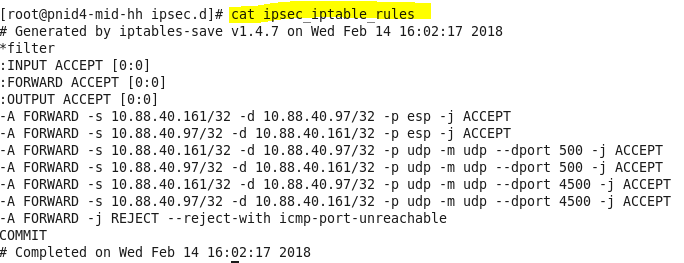 [root@pnid4-mid-hh ipsec.d]# cat ipsec_iptable_rules
# Generated by iptables-save v1.4.7 on Wed Feb 14 16:02:17 2018
*filter
:INPUT ACCEPT [0:0]
:FORWARD ACCEPT [0:0]
:OUTPUT ACCEPT [0:0]
-A FORWARD -s 10.88.40.161/32 -d 10.88.40.97/32 -p esp -j ACCEPT
-A FORWARD -s 10.88.40.97/32 -d 10.88.40.161/32 -p esp -j ACCEPT
-A FORWARD -s 10.88.40.161/32 -d 10.88.40.97/32 -p udp -m udp --dport 500 -j ACCEPT
-A FORWARD -s 10.88.40.97/32 -d 10.88.40.161/32 -p udp -m udp --dport 500 -j ACCEPT
-A FORWARD -s 10.88.40.161/32 -d 10.88.40.97/32 -p udp -m udp --dport 4500 -j ACCEPT
-A FORWARD -s 10.88.40.97/32 -d 10.88.40.161/32 -p udp -m udp --dport 4500 -j ACCEPT
-A FORWARD -j REJECT --reject-with icmp-port-unreachable
COMMIT
# Completed on Wed Feb 14 16:02:17 2018